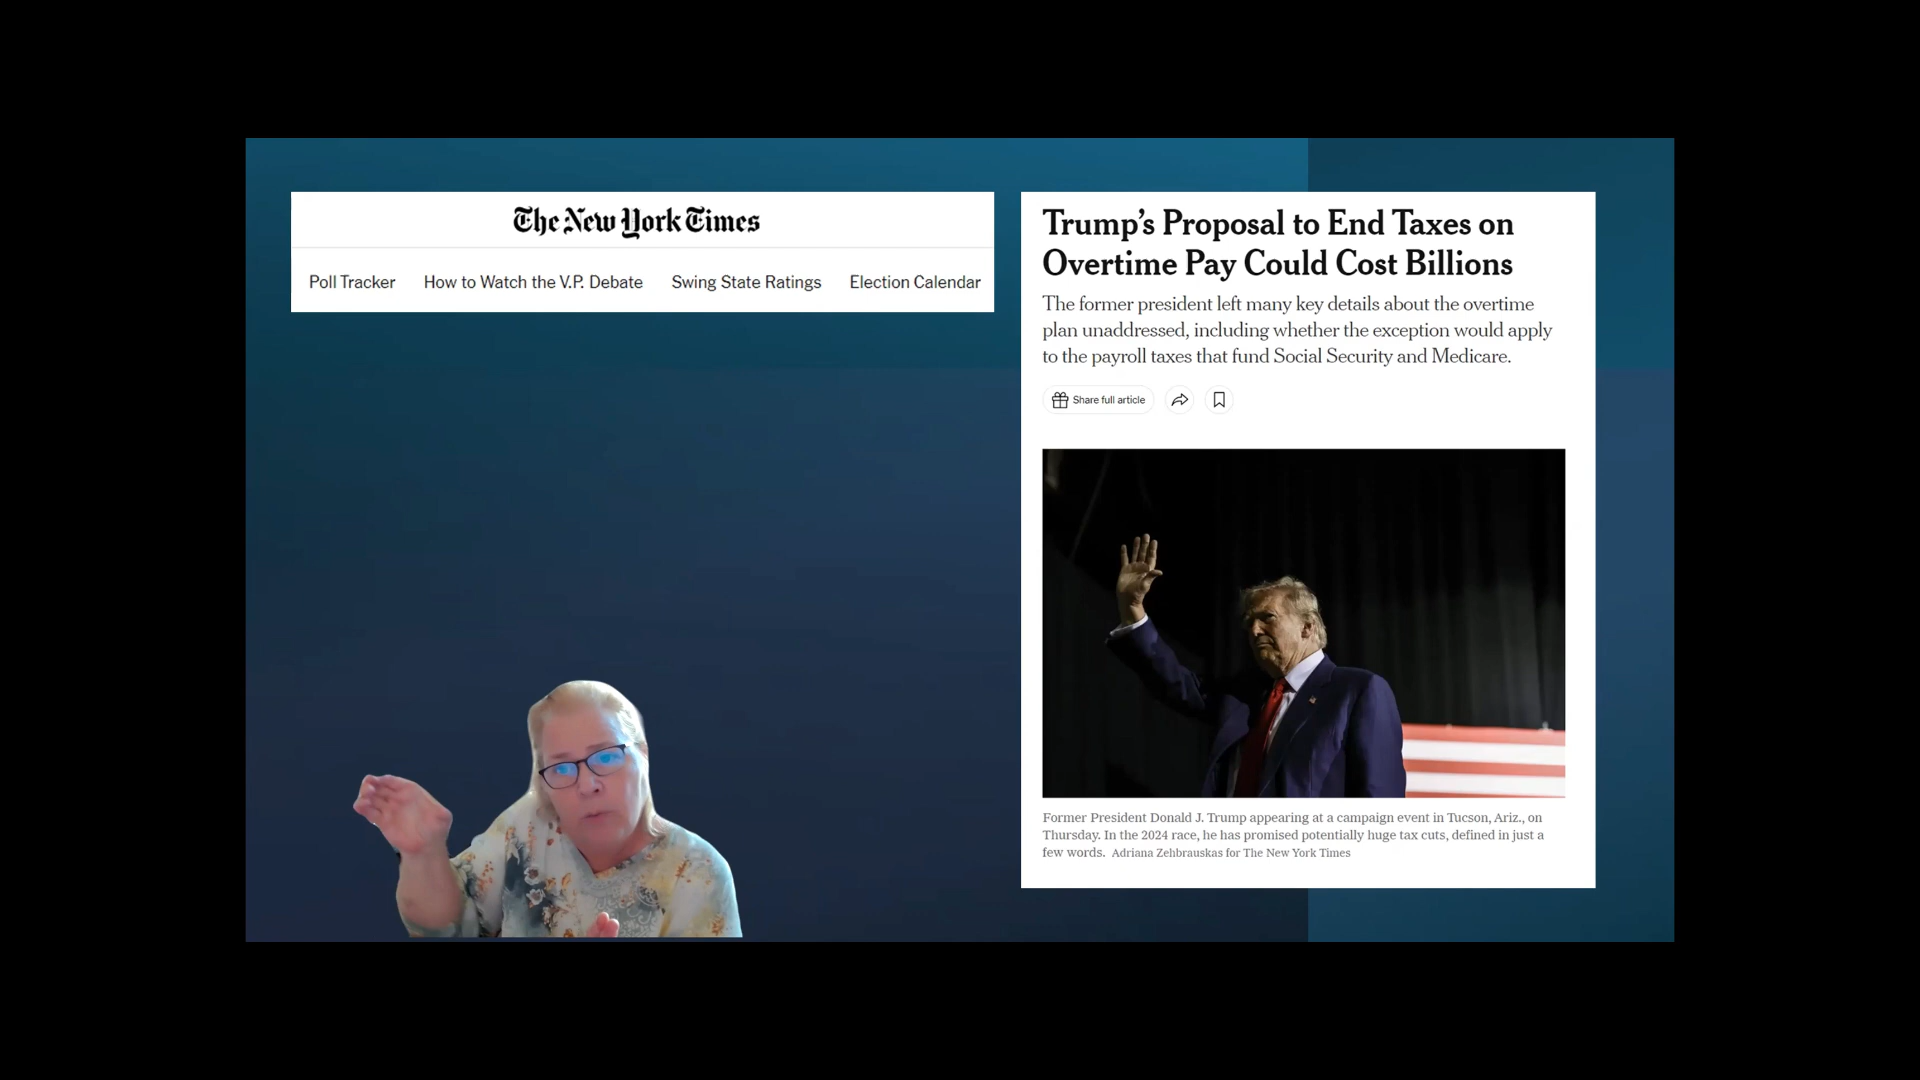 The New York Times
Poll Tracker How to Watch the V.P. Debate Swing State Ratings Election Calendar
Trump's Proposal to End Taxes on
Overtime Pay Could Cost Billions
The former president left many key details about the overtime
plan unaddressed, including whether the exception would apply
to the payroll taxes that fund Social Security and Medicare.
Share full article
Former President Donald J. Trump appearing at a campaign event in Tucson, Ariz., on
Thursday. In the 2024 race, he has promised potentially huge tax cuts, defined in just a
few words. Adriana Zehbrauskas for The New York Times